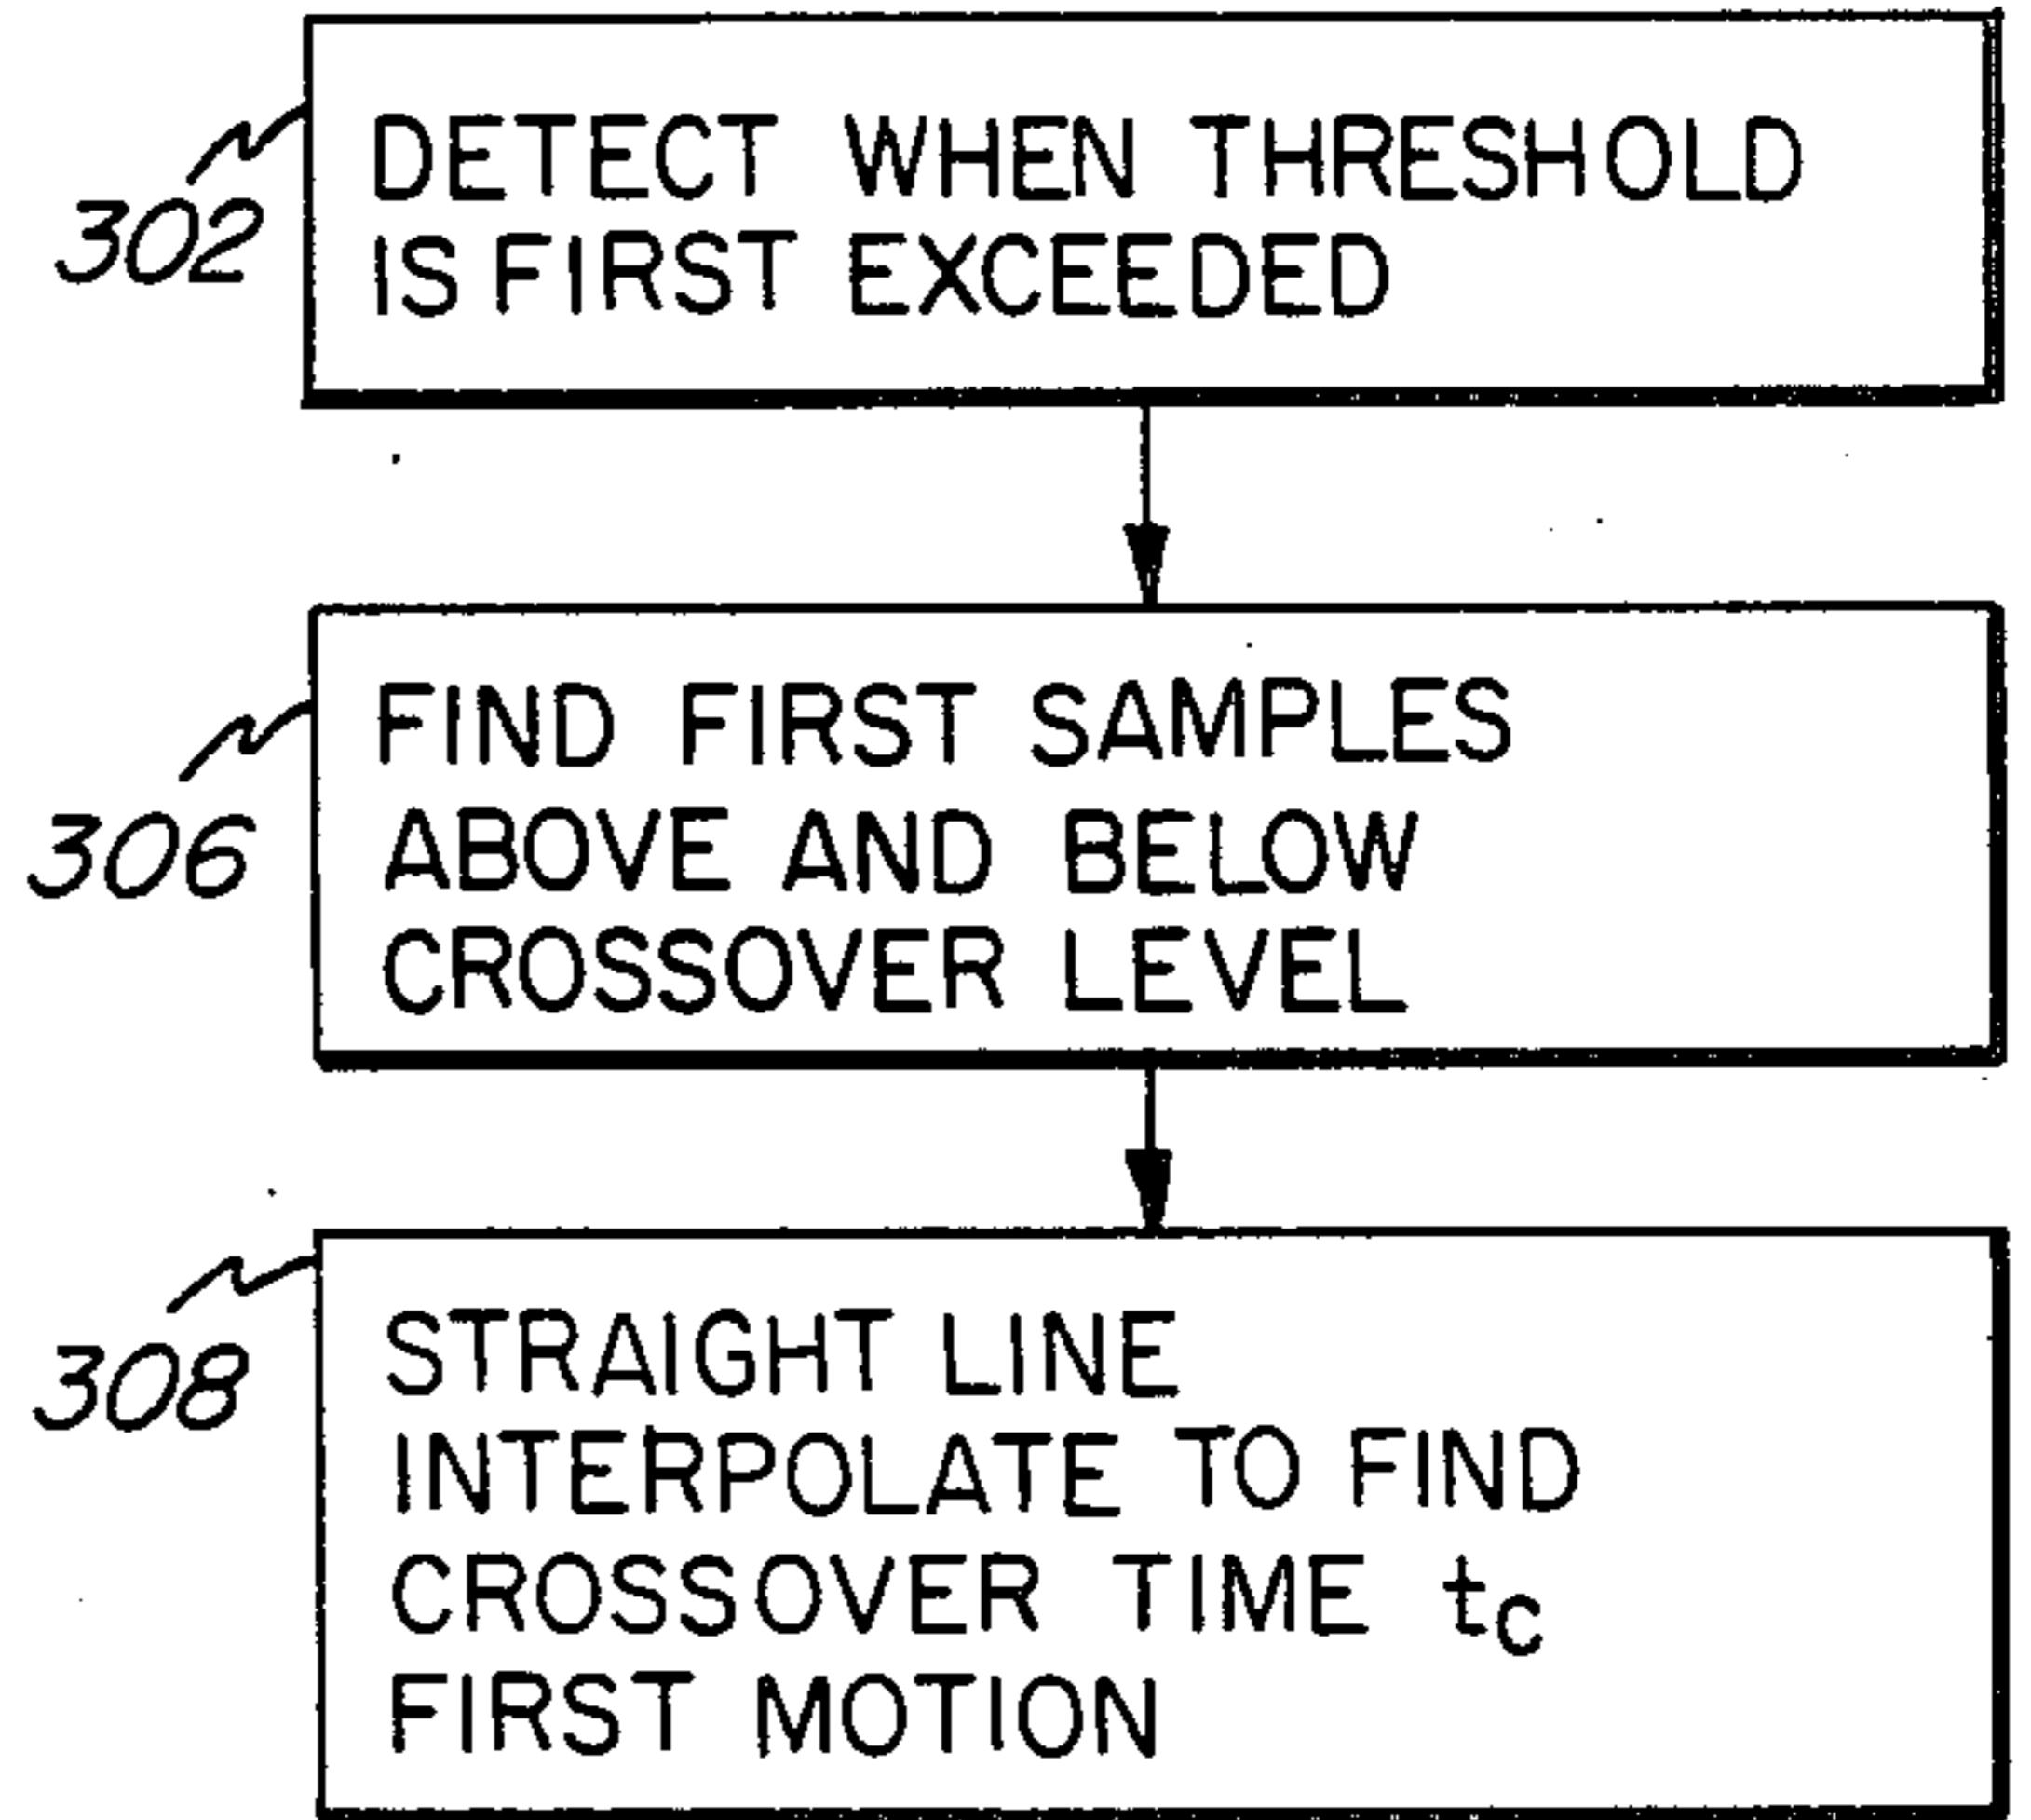 302
DETECT WHEN THRESHOLD
IS FIRST EXCEEDED
306
FIND FIRST SAMPLES
ABOVE AND BELOW
CROSSOVER LEVEL
308
STRAIGHT LINE
INTERPOLATE TO FIND
CROSSOVER TIME tc
FIRST MOTION